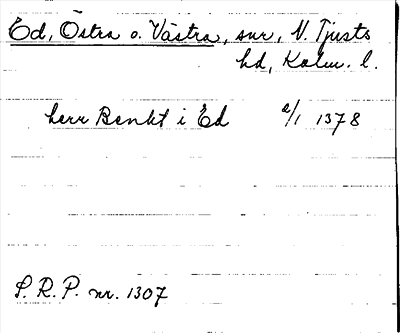 Ed, Östra o. Västra, snr, N. Tjusts
hd, Kalm. l.
herr Benkt i Ed 2/1 1378
S. R. P. nr. 1307